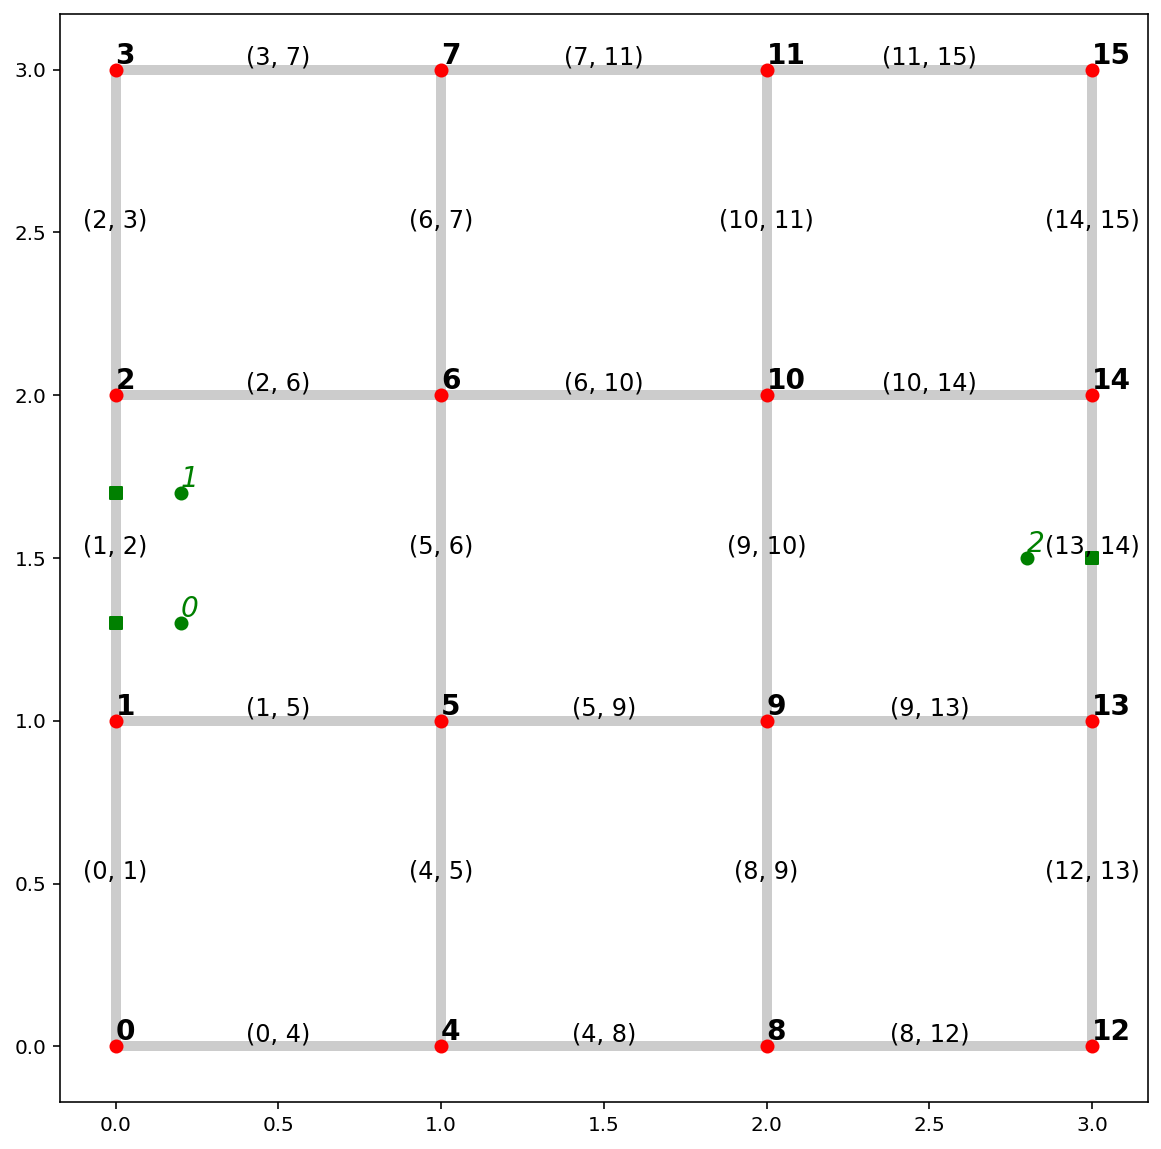 3 (3, 7) 7 (7, 11) 11 (11, 15) 15
3.0
(2, 3) (6, 7) (10, 11) (14, 15)
2.5
2 (2, 6) 6 (6, 10) 10 (10, 14) 14
2.0
1
(1, 2) (5, 6) (9, 10) 2 (13, 14)
1.5
0
1 (1, 5) 5 (5, 9) 9 (9, 13) 13
1.0
(0, 1) (4, 5) (8, 9) (12, 13)
0.5
0 (0, 4) 4 (4, 8) 8 (8, 12) 12
0.0
0.0 0.5 1.0 1.5 2.0 2.5 3.0